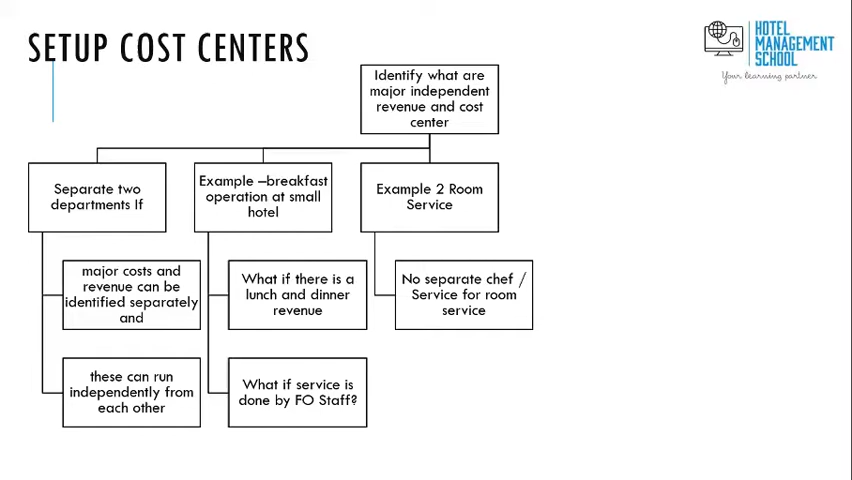 SETUP COST CENTERS
HOTEL
MANAGEMENT
SCHOOL
Your learning partner
Identify what are
major independent
revenue and cost
center
Separate two
departments If
major costs and
revenue can be
identified separately
and
these can run
independently from
each other
Example –breakfast
operation at small
hotel
What if there is a
lunch and dinner
revenue
What if service is
done by FO Staff?
Example 2 Room
Service
No separate chef /
Service for room
service